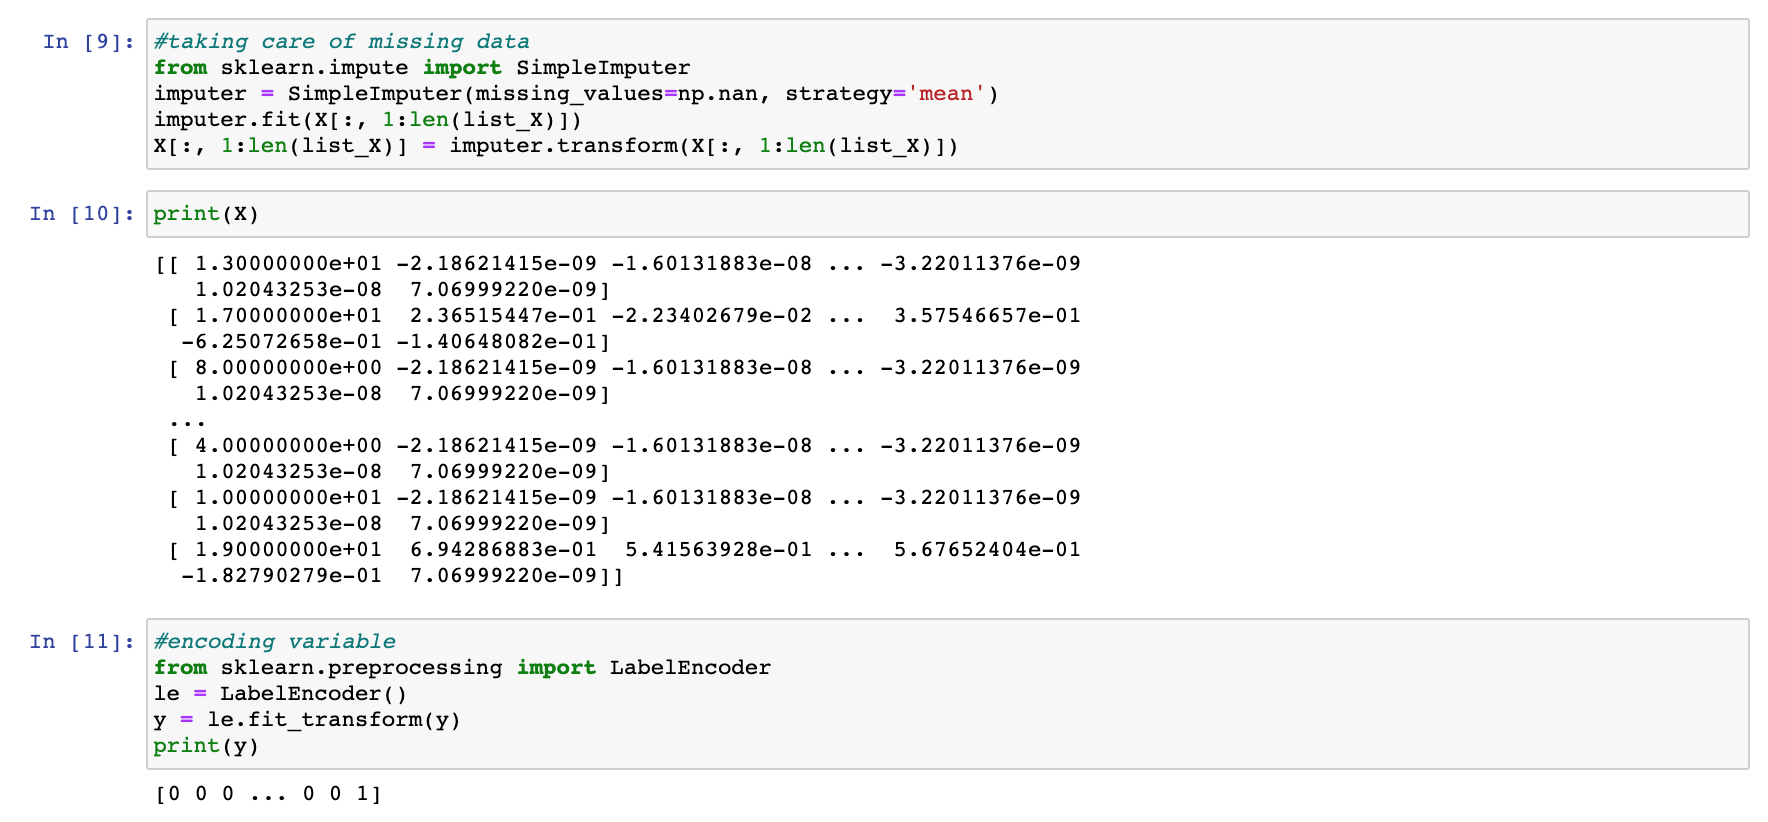 In [9]: #taking care of missing data
from sklearn.impute import SimpleImputer
imputer = SimpleImputer(missing_values=np.nan, strategy='mean')
imputer.fit(X[:, 1:len(list_X)])
X[:, 1:len(list_X)] = imputer.transform(X[:, 1:len(list_X)])
In [10]: print(X)
[[ 1.30000000e+01 -2.18621415e-09 -1.60131883e-08 ... -3.22011376e-09
1.02043253e-08 7.06999220e-09]
[ 1.70000000e+01 2.36515447e-01 -2.23402679e-02 ... 3.57546657e-01
-6.25072658e-01 -1.40648082e-01]
[ 8.00000000e+00 -2.18621415e-09 -1.60131883e-08 ... -3.22011376e-09
1.02043253e-08 7.06999220e-09]
...
[ 4.00000000e+00 -2.18621415e-09 -1.60131883e-08 ... -3.22011376e-09
1.02043253e-08 7.06999220e-09]
[ 1.00000000e+01 -2.18621415e-09 -1.60131883e-08 ... -3.22011376e-09
1.02043253e-08 7.06999220e-09]
[ 1.90000000e+01 6.94286883e-01 5.41563928e-01 ... 5.67652404e-01
-1.82790279e-01 7.06999220e-09]]
In [11]: #encoding variable
from sklearn.preprocessing import LabelEncoder
le = LabelEncoder()
y = le.fit_transform(y)
print(y)
[0 0 0 ... 0 0 1]